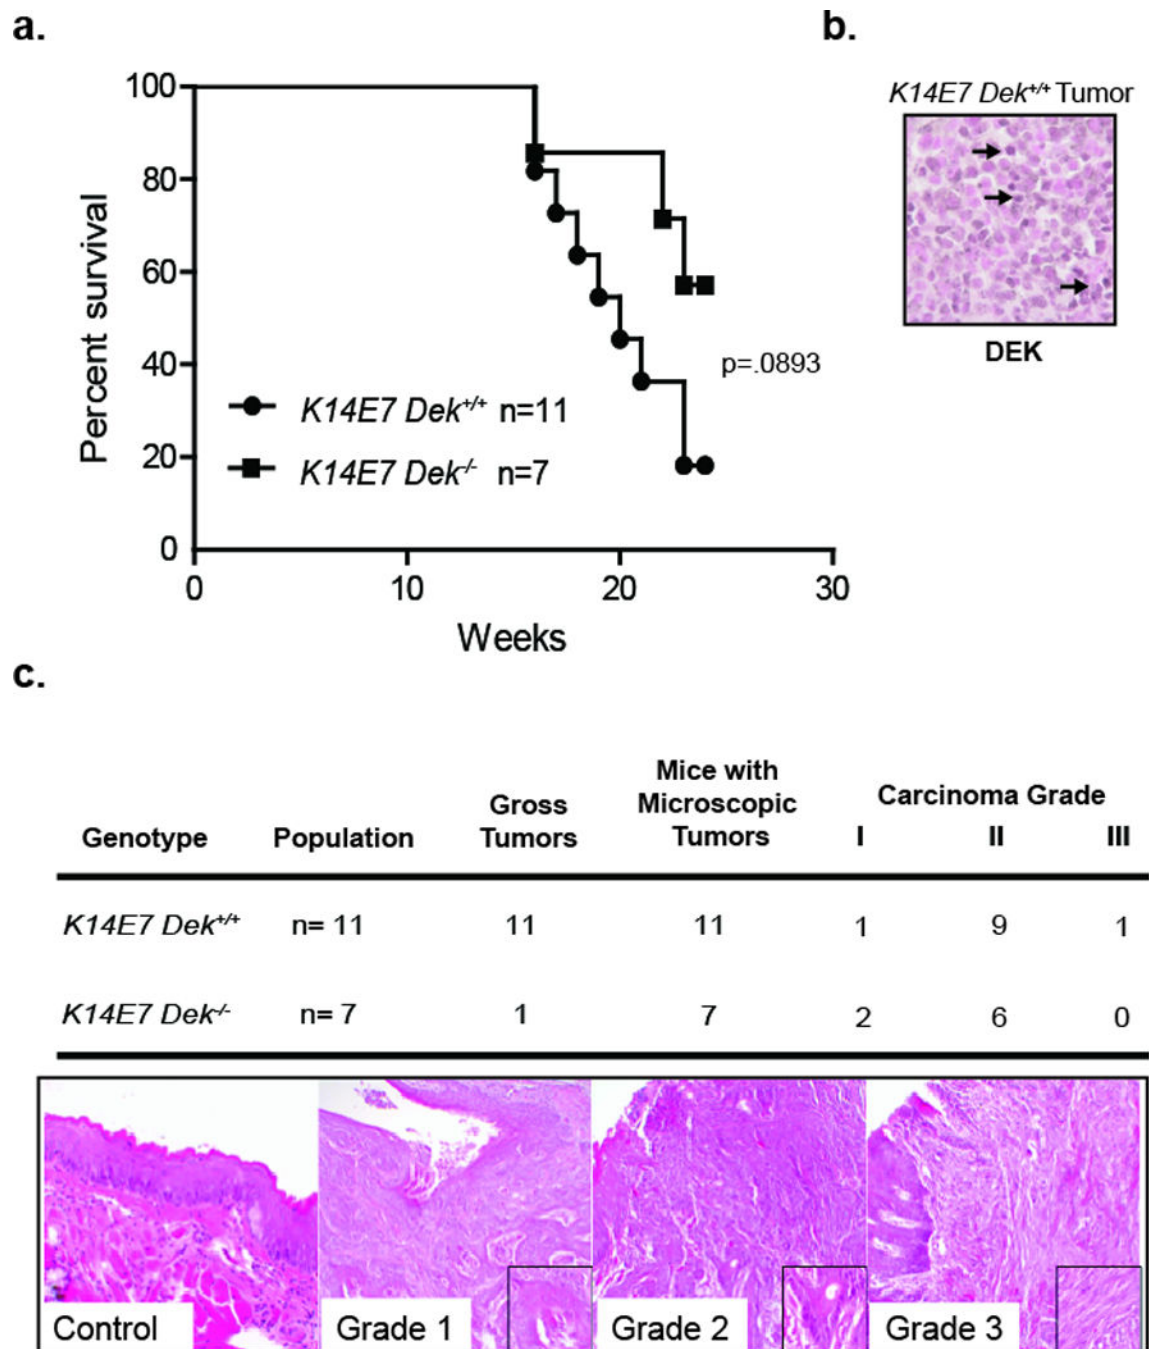 a.
100
80
60
40
20
0
Percent survival
0 10 20 30
Weeks
p=.0893
K14E7 Dek+/+ n=11
K14E7 Dek-/- n=7
b.
K14E7 Dek+/+ Tumor
DEK
c.
Genotype Population Gross Tumors Mice with Microscopic Tumors Carcinoma Grade
I II III
K14E7 Dek+/+ n= 11 11 11 1 9 1
K14E7 Dek-/- n= 7 1 7 2 6 0
Control Grade 1 Grade 2 Grade 3